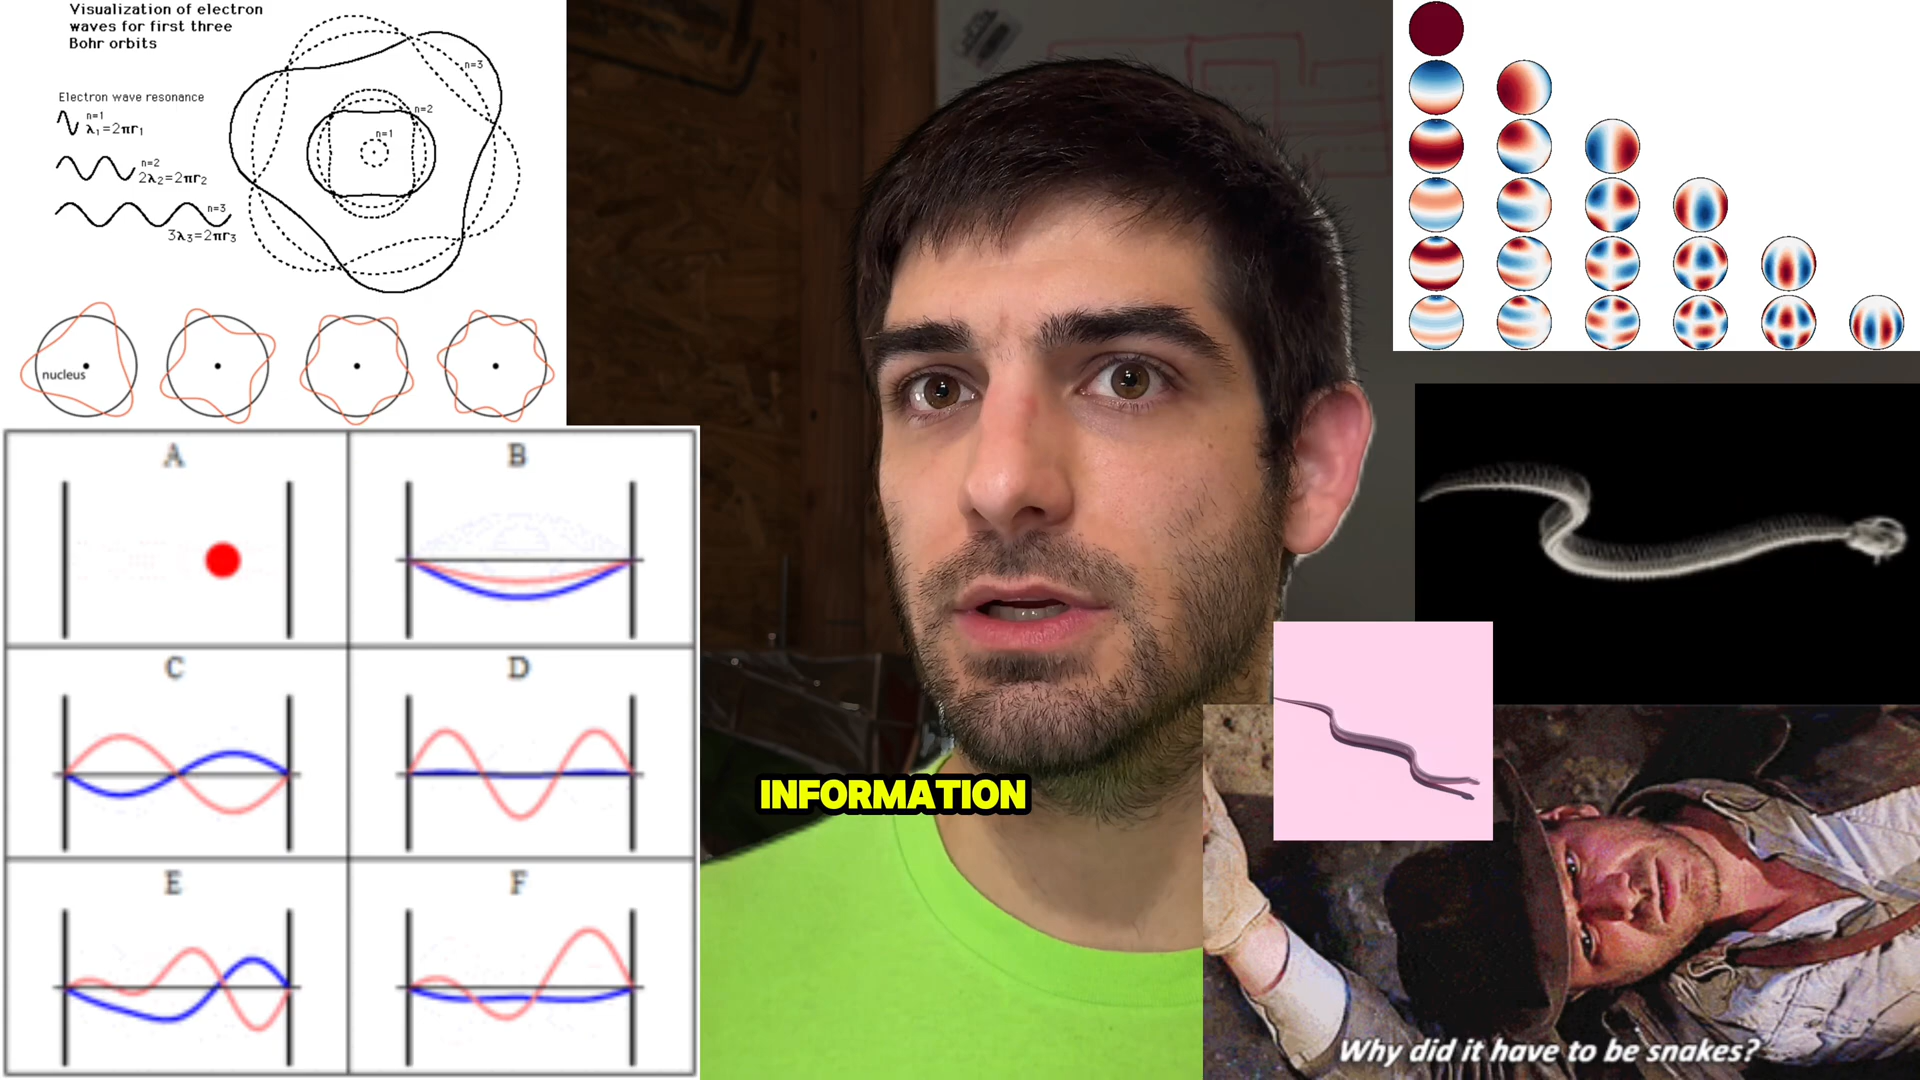 Visualization of electron
waves for first three
Bohr orbits
Electron wave resonance
n=1
λ₁=2πr₁
n=2
2λ₂=2πr₂
n=3
3λ₃=2πr₃
n=3
n=2
n=1
nucleus
A
B
C
D
E
F
INFORMATION
Why did it have to be snakes?